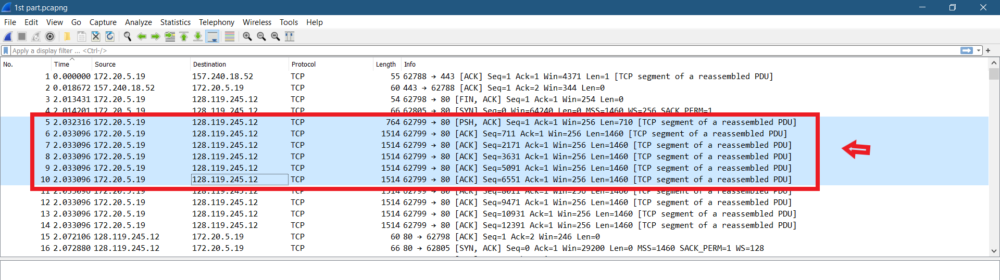 1st part.pcapng
File Edit View Go Capture Analyze Statistics Telephony Wireless Tools Help
Apply a display filter ... <Ctrl-/>
No. Time Source Destination Protocol Length Info
1 0.000000 172.20.5.19 157.240.18.52 TCP 55 62788 → 443 [ACK] Seq=1 Ack=1 Win=4371 Len=1 [TCP segment of a reassembled PDU]
2 0.018672 157.240.18.52 172.20.5.19 TCP 60 443 → 62788 [ACK] Seq=1 Ack=2 Win=344 Len=0
3 2.013431 172.20.5.19 128.119.245.12 TCP 54 62798 → 80 [FIN, ACK] Seq=1 Ack=1 Win=254 Len=0
4 2.014201 172.20.5.19 128.119.245.12 TCP 66 62805 → 80 [SYN] Seq=0 Win=64240 Len=0 MSS=1460 WS=256 SACK_PERM=1
5 2.032316 172.20.5.19 128.119.245.12 TCP 764 62799 → 80 [PSH, ACK] Seq=1 Ack=1 Win=256 Len=710 [TCP segment of a reassembled PDU]
6 2.033096 172.20.5.19 128.119.245.12 TCP 1514 62799 → 80 [ACK] Seq=711 Ack=1 Win=256 Len=1460 [TCP segment of a reassembled PDU]
7 2.033096 172.20.5.19 128.119.245.12 TCP 1514 62799 → 80 [ACK] Seq=2171 Ack=1 Win=256 Len=1460 [TCP segment of a reassembled PDU]
8 2.033096 172.20.5.19 128.119.245.12 TCP 1514 62799 → 80 [ACK] Seq=3631 Ack=1 Win=256 Len=1460 [TCP segment of a reassembled PDU]
9 2.033096 172.20.5.19 128.119.245.12 TCP 1514 62799 → 80 [ACK] Seq=5091 Ack=1 Win=256 Len=1460 [TCP segment of a reassembled PDU]
10 2.033096 172.20.5.19 128.119.245.12 TCP 1514 62799 → 80 [ACK] Seq=6551 Ack=1 Win=256 Len=1460 [TCP segment of a reassembled PDU]
11 2.033096 172.20.5.19 128.119.245.12 TCP 1514 62799 → 80 [ACK] Seq=8011 Ack=1 Win=256 Len=1460 [TCP segment of a reassembled PDU]
12 2.033096 172.20.5.19 128.119.245.12 TCP 1514 62799 → 80 [ACK] Seq=9471 Ack=1 Win=256 Len=1460 [TCP segment of a reassembled PDU]
13 2.033096 172.20.5.19 128.119.245.12 TCP 1514 62799 → 80 [ACK] Seq=10931 Ack=1 Win=256 Len=1460 [TCP segment of a reassembled PDU]
14 2.033096 172.20.5.19 128.119.245.12 TCP 1514 62799 → 80 [ACK] Seq=12391 Ack=1 Win=256 Len=1460 [TCP segment of a reassembled PDU]
15 2.072106 128.119.245.12 172.20.5.19 TCP 60 80 → 62798 [ACK] Seq=1 Ack=2 Win=246 Len=0
16 2.072880 128.119.245.12 172.20.5.19 TCP 66 80 → 62805 [SYN, ACK] Seq=0 Ack=1 Win=29200 Len=0 MSS=1460 SACK_PERM=1 WS=128